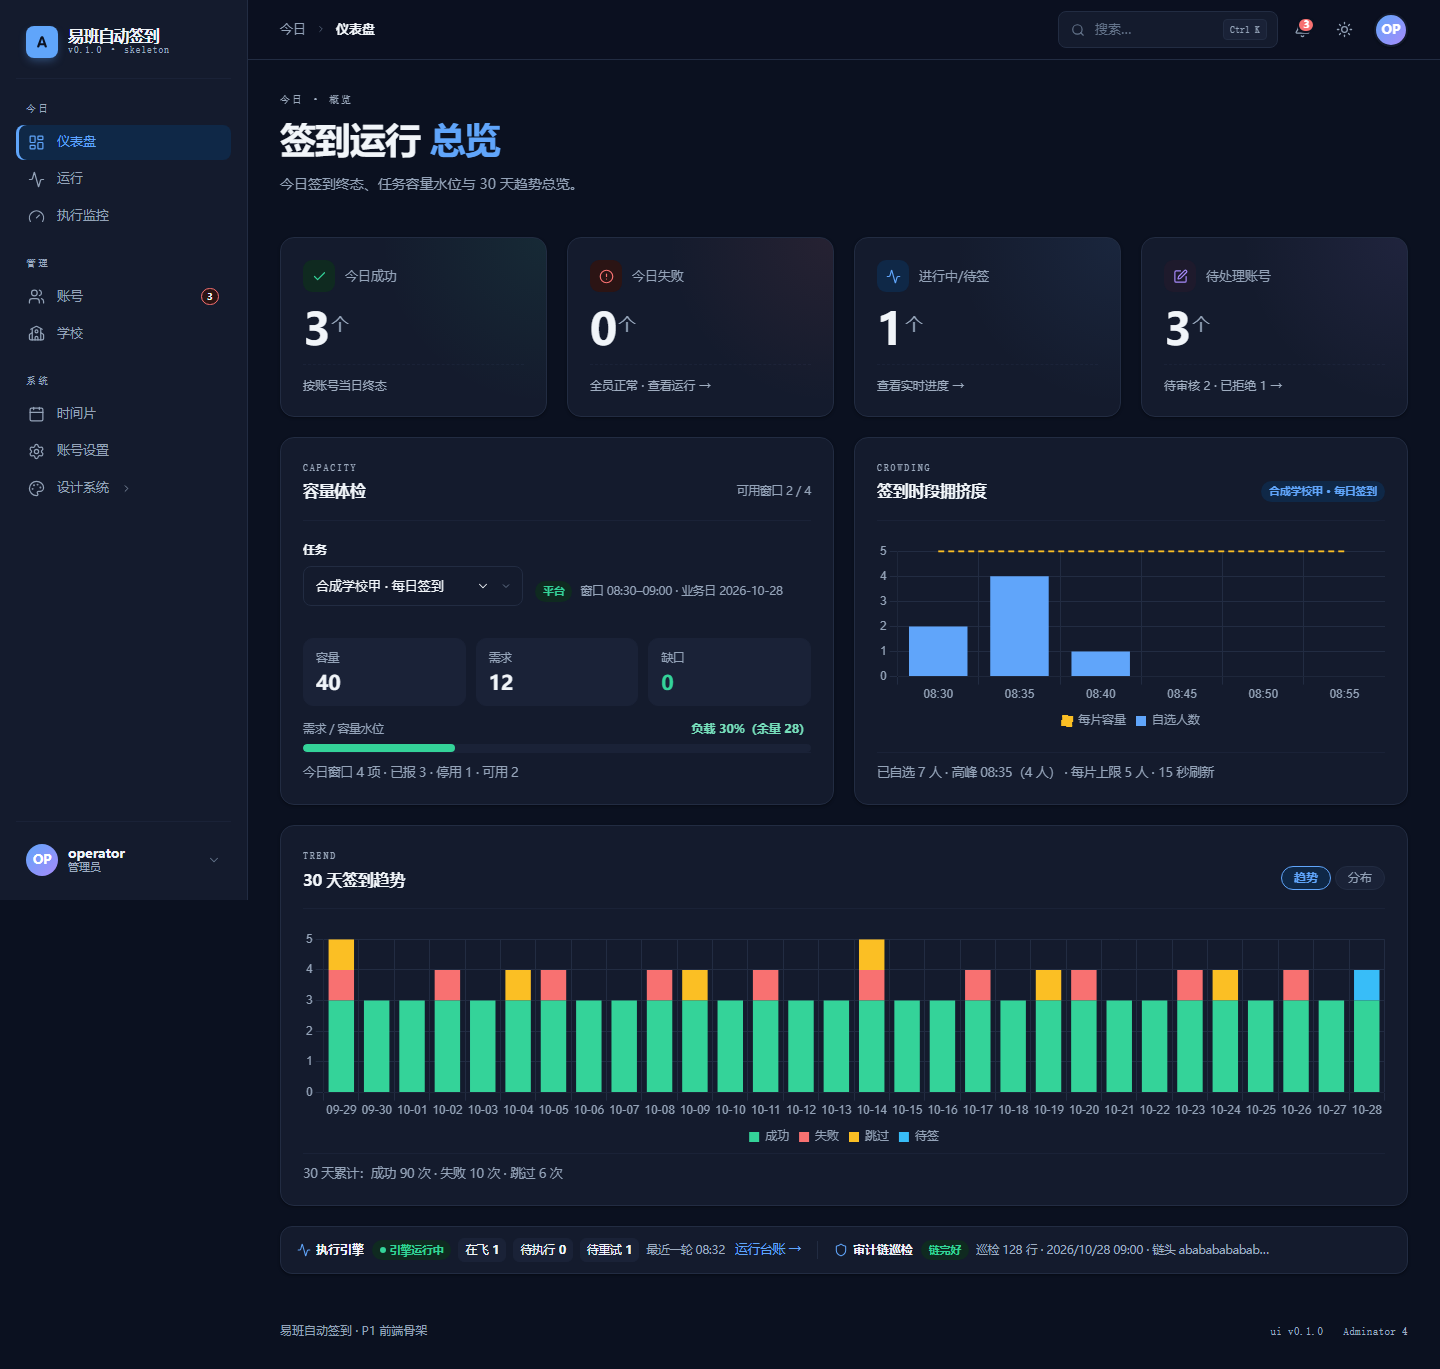 A
易班自动签到
v0.1.0 • skeleton
今日
仪表盘
运行
执行监控
管理
账号
3
学校
系统
时间片
账号设置
设计系统
OP
operator
管理员
今日
仪表盘
搜索...
Ctrl K
3
OP
今日 • 概览
签到运行 总览
今日签到终态、任务容量水位与 30 天趋势总览。
今日成功
3个
按账号当日终态
今日失败
0个
全员正常 · 查看运行 →
进行中/待签
1个
查看实时进度 →
待处理账号
3个
待审核 2 · 已拒绝 1 →
CAPACITY
容量体检
可用窗口 2 / 4
任务
合成学校甲 · 每日签到
平台
窗口 08:30–09:00 · 业务日 2026-10-28
容量
40
需求
12
缺口
0
需求 / 容量水位
负载 30%（余量 28）
今日窗口 4 项 · 已报 3 · 停用 1 · 可用 2
CROWDING
签到时段拥挤度
合成学校甲 • 每日签到
5
4
3
2
1
0
08:30 08:35 08:40 08:45 08:50 08:55
每片容量 自选人数
已自选 7 人 · 高峰 08:35（4 人） · 每片上限 5 人 · 15 秒刷新
TREND
30 天签到趋势
趋势
分布
5
4
3
2
1
0
09-29 09-30 10-01 10-02 10-03 10-04 10-05 10-06 10-07 10-08 10-09 10-10 10-11 10-12 10-13 10-14 10-15 10-16 10-17 10-18 10-19 10-20 10-21 10-22 10-23 10-24 10-25 10-26 10-27 10-28
成功 失败 跳过 待签
30 天累计：成功 90 次 · 失败 10 次 · 跳过 6 次
执行引擎 引擎运行中 在飞 1 待执行 0 待重试 1 最近一轮 08:32 运行台账 →
审计链巡检 链完好 巡检 128 行 · 2026/10/28 09:00 · 链头 abababababab...
易班自动签到 · P1 前端骨架
ui v0.1.0
Adminator 4